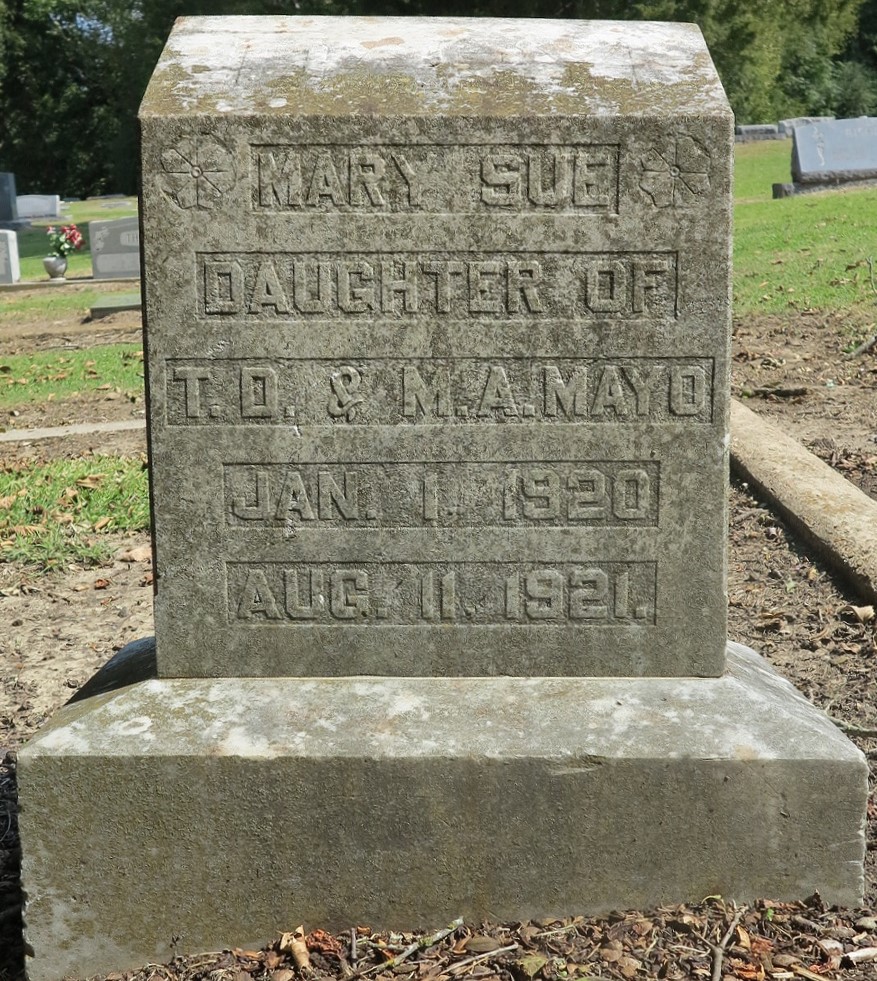 MARY SUE
DAUGHTER OF
T. D. & M. A. MAYO
JAN. 1. 1920
AUG. 11. 1921.